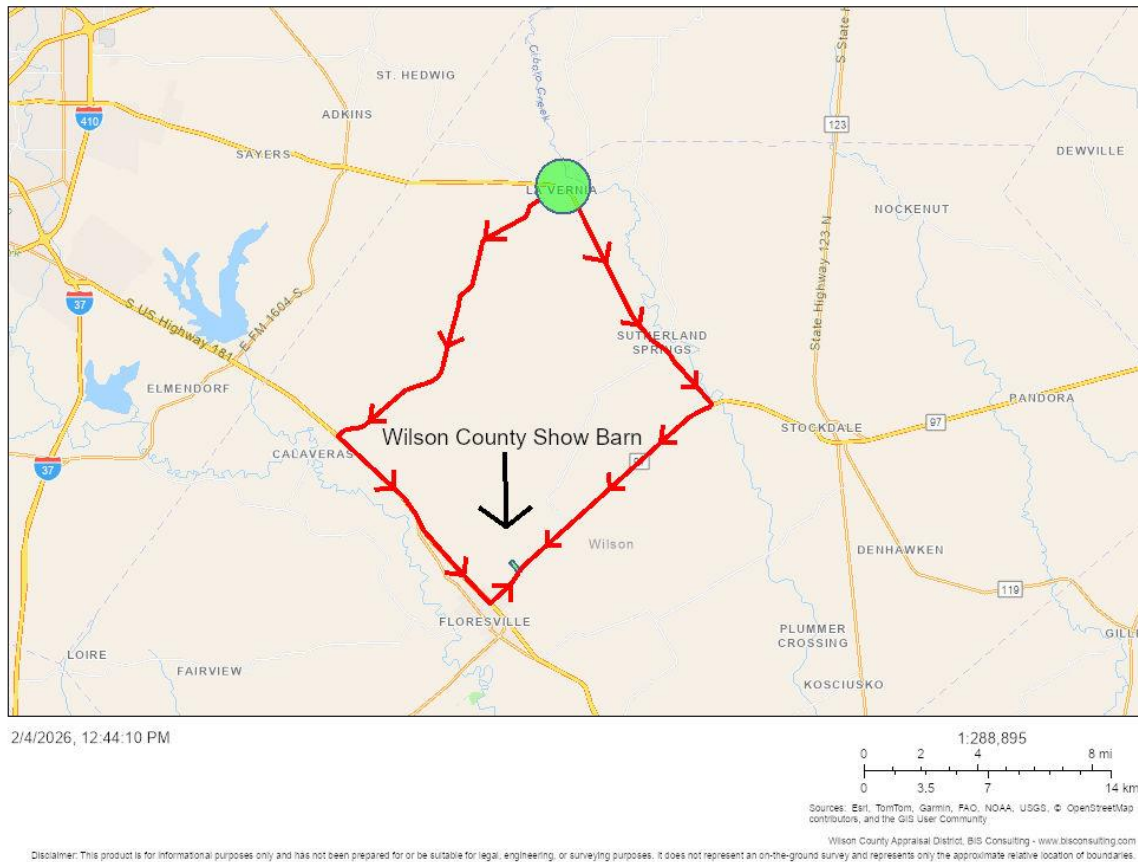 ST. HEDWIG
Cibolo Creek
S State H
410
ADKINS
123
SAYERS
DEWVILLE
LA VERNIA
NOCKENUT
37
S US Highway 181
E FM 1604 S
State Highway 123 N
SUTHERLAND
SPRINGS
ELMENDORF
PANDORA
97
STOCKDALE
CALAVERAS
Wilson County Show Barn
37
Wilson
DENHAWKEN
119
FLORESVILLE
PLUMMER
CROSSING
GILL
LOIRE
FAIRVIEW
KOSCIUSKO
2/4/2026, 12:44:10 PM
1:288,895
0 2 4 8 mi
0 3.5 7 14 km
Sources: Esri, TomTom, Garmin, FAO, NOAA, USGS, © OpenStreetMap
contributors, and the GIS User Community
Wilson County Appraisal District, BIS Consulting - www.bisconsulting.com
Disclaimer: This product is for informational purposes only and has not been prepared for or be suitable for legal, engineering, or surveying purposes. It does not represent an on-the-ground survey and represents only the approximate relative location of boundaries.